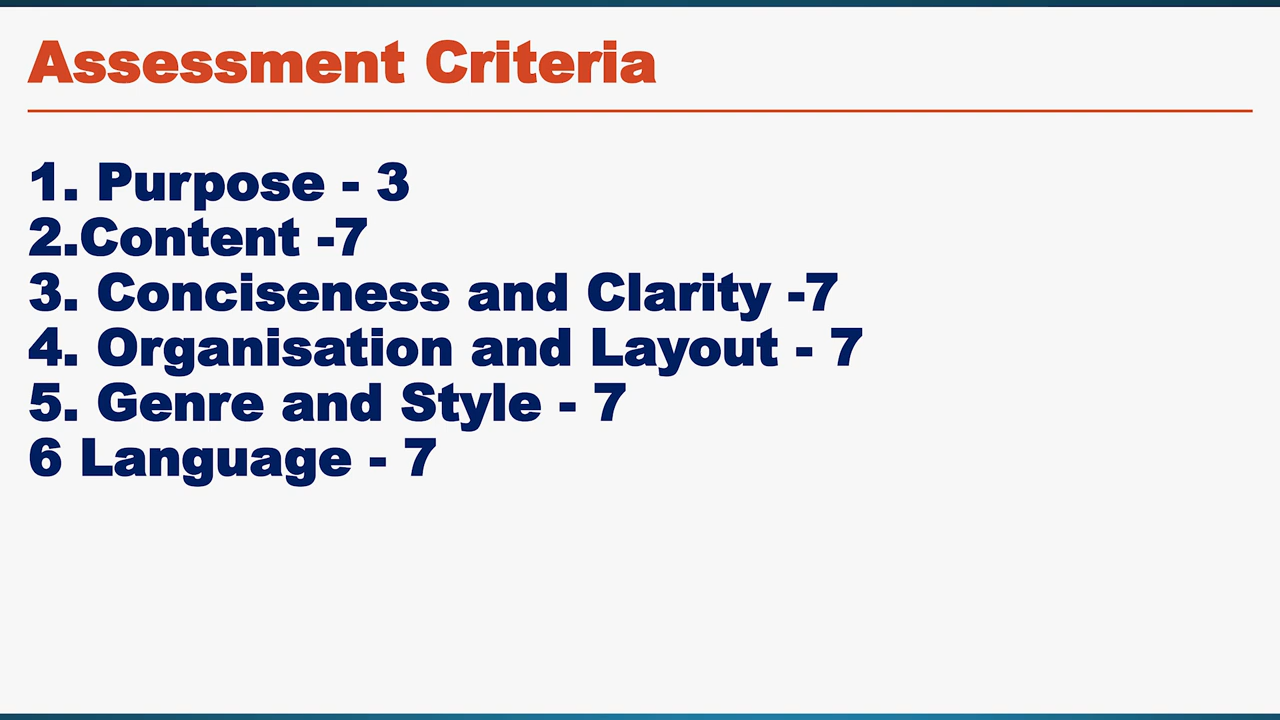 Assessment Criteria
1. Purpose - 3
2.Content -7
3. Conciseness and Clarity -7
4. Organisation and Layout - 7
5. Genre and Style - 7
6 Language - 7